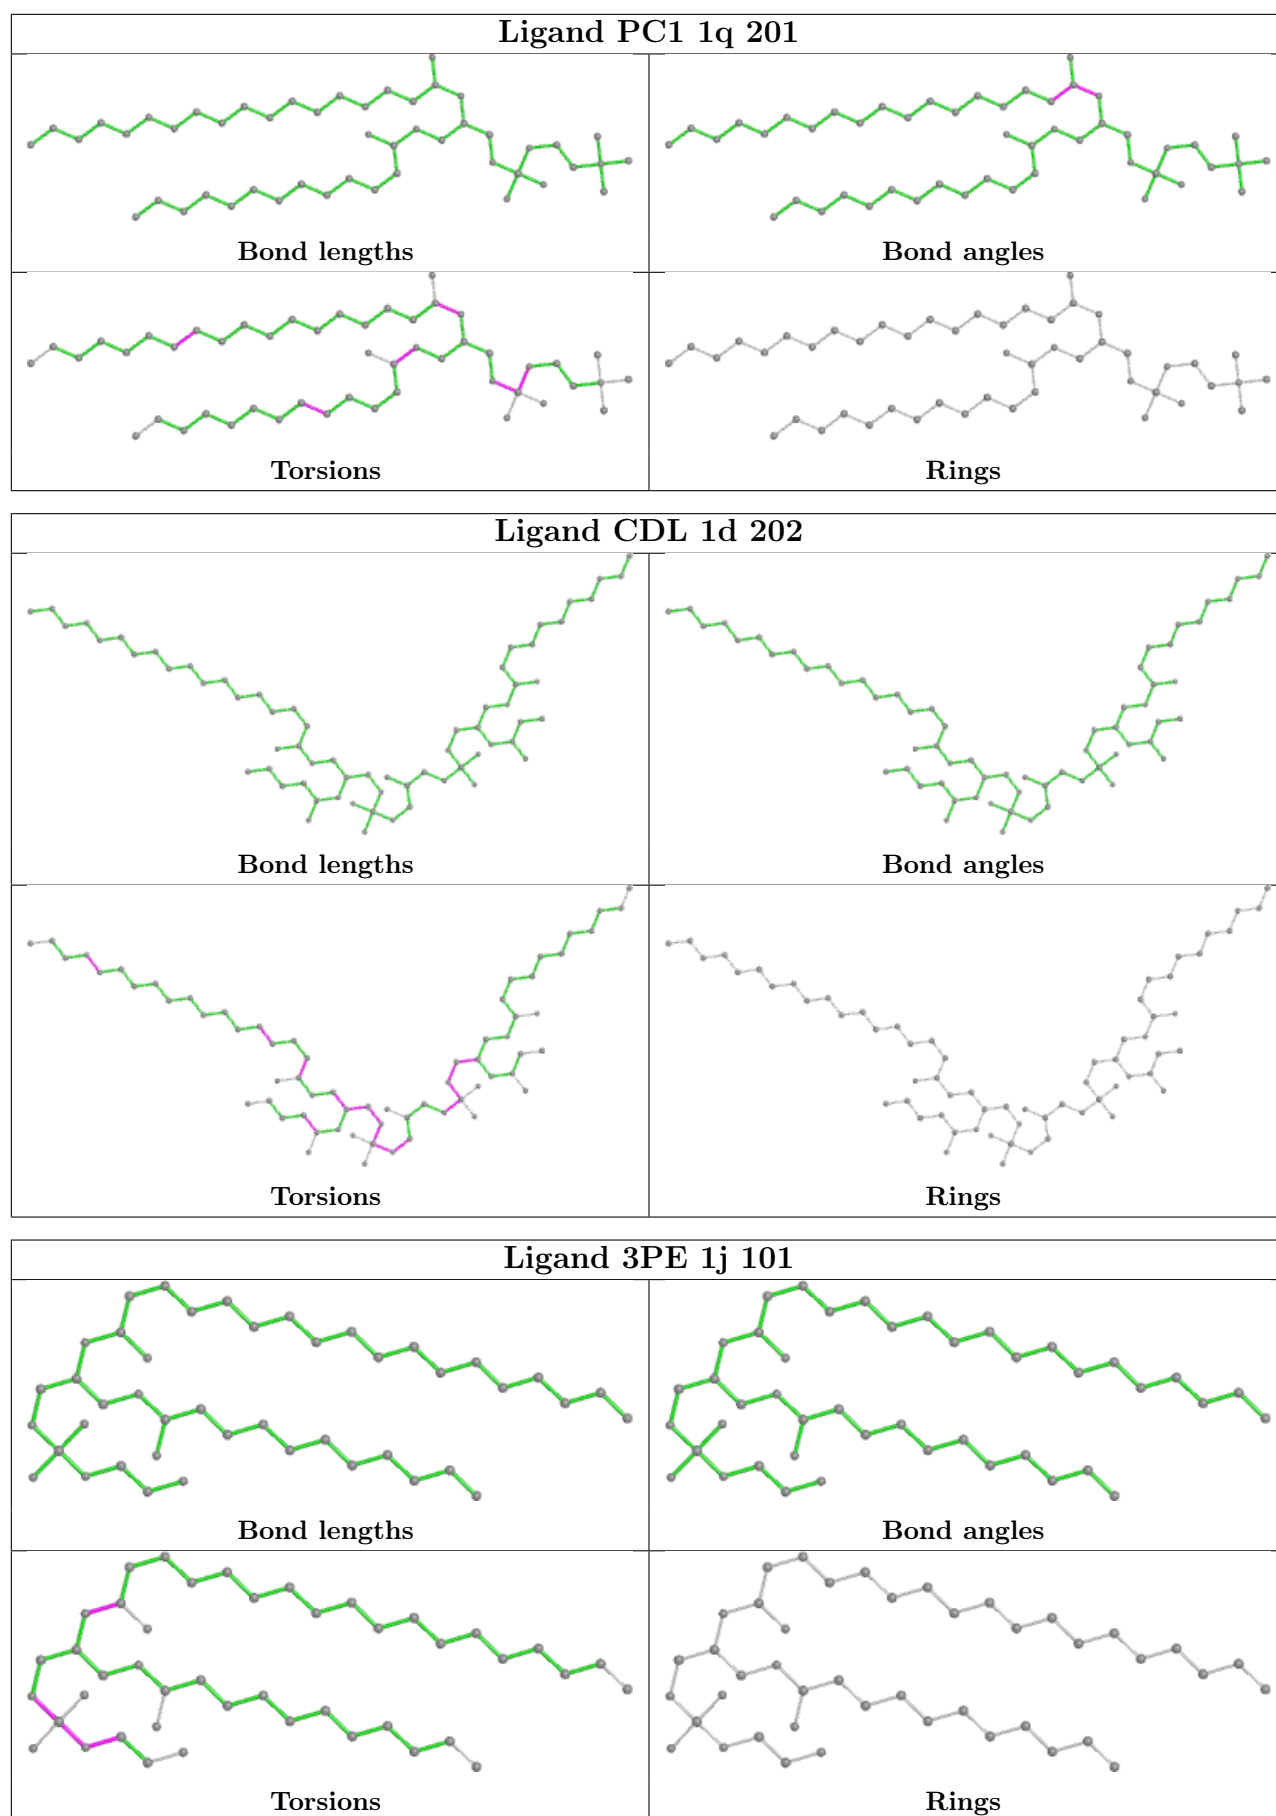 Ligand PC1 1q 201
Bond lengths
Bond angles
Torsions
Rings
Ligand CDL 1d 202
Bond lengths
Bond angles
Torsions
Rings
Ligand 3PE 1j 101
Bond lengths
Bond angles
Torsions
Rings